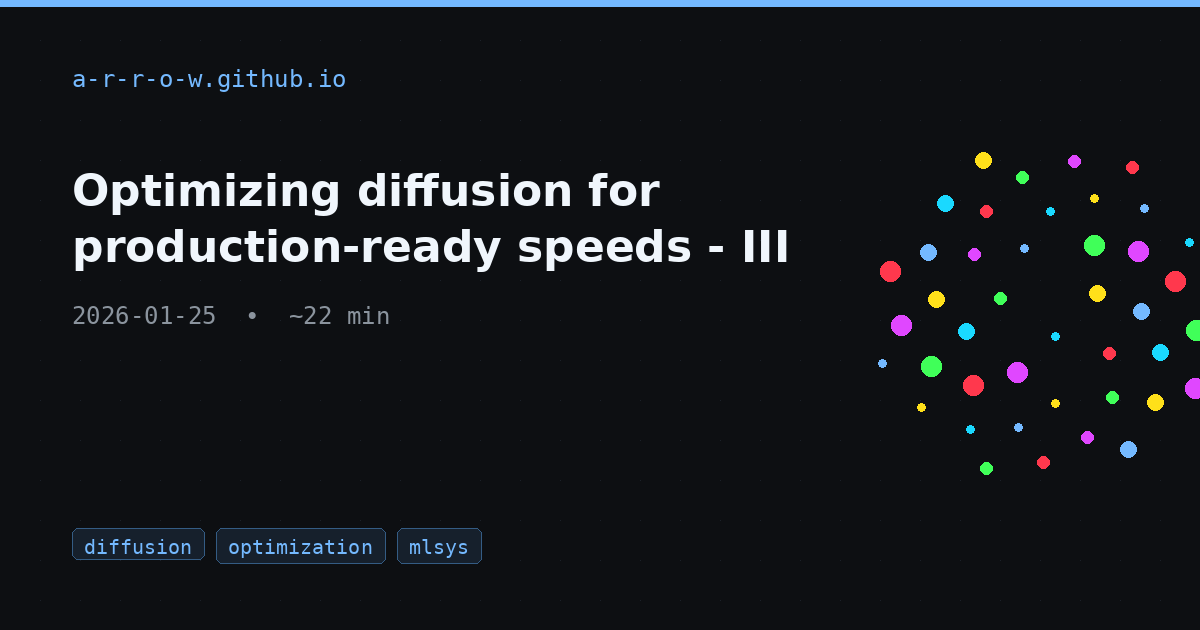 a-r-r-o-w.github.io
Optimizing diffusion for
production-ready speeds - III
2026-01-25 • ~22 min
diffusion optimization mlsys